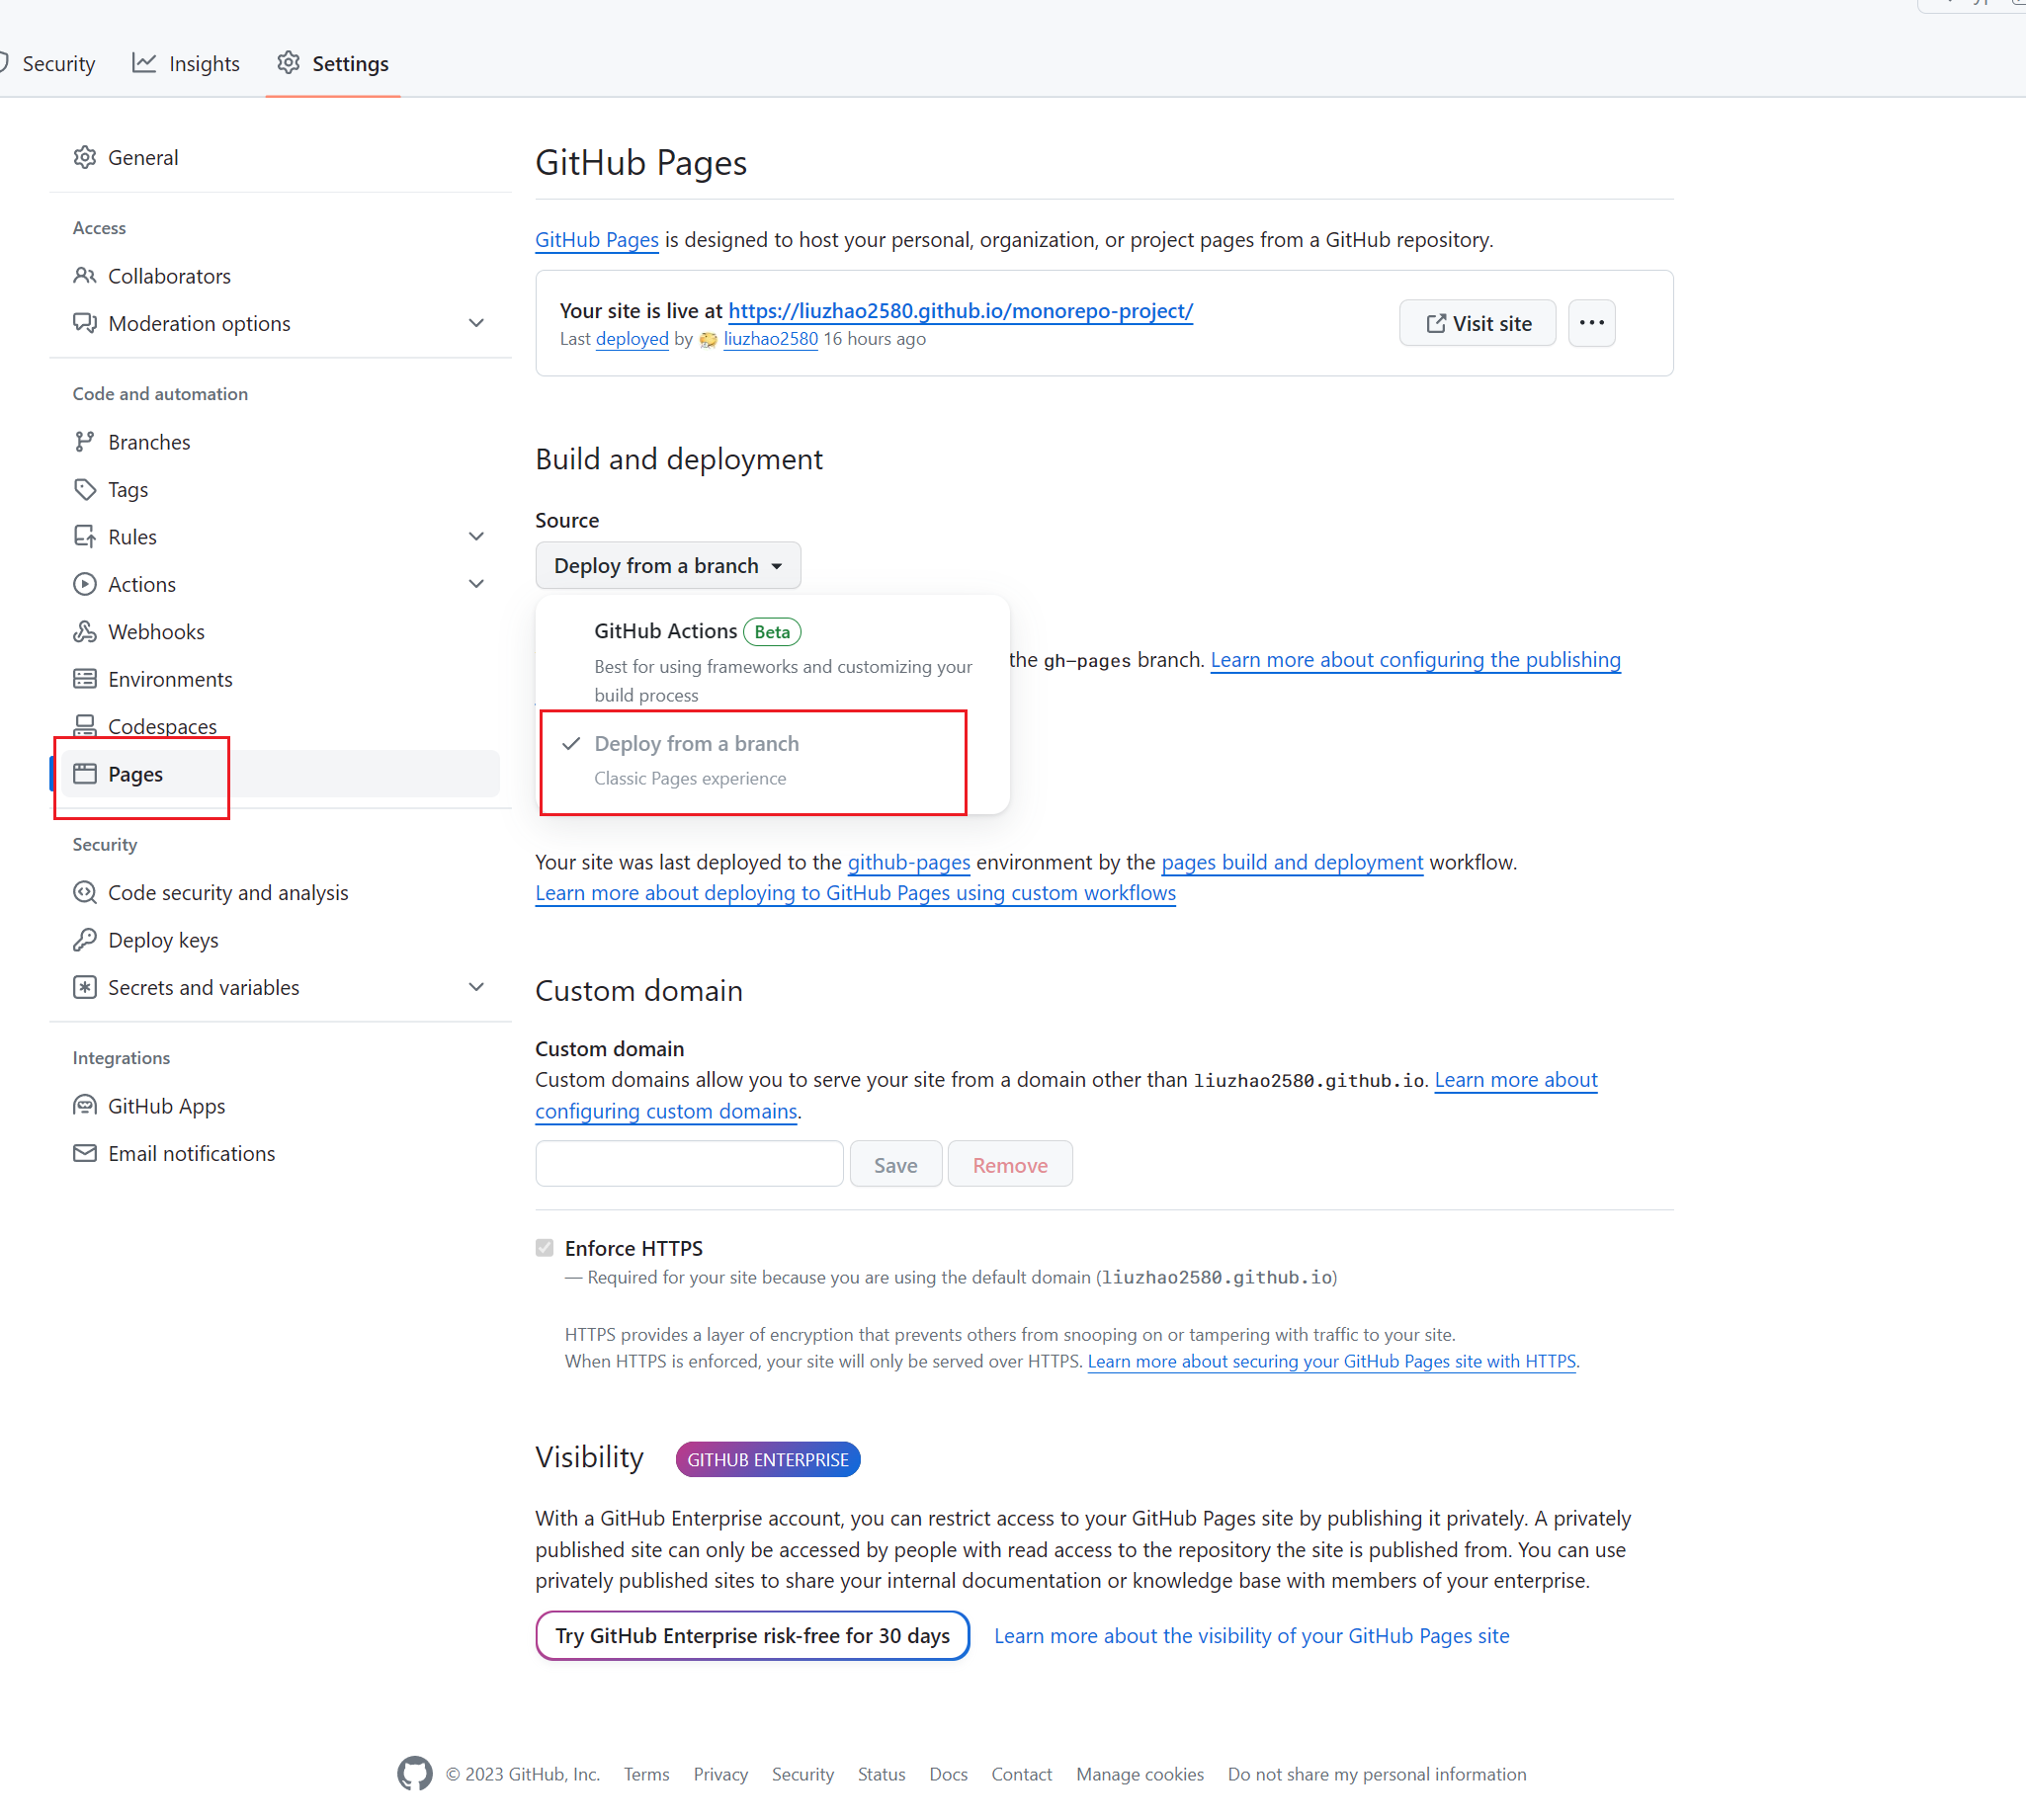 Security
Insights
Settings
General
Access
Collaborators
Moderation options
Code and automation
Branches
Tags
Rules
Actions
Webhooks
Environments
Codespaces
Pages
Security
Code security and analysis
Deploy keys
Secrets and variables
Integrations
GitHub Apps
Email notifications
GitHub Pages
GitHub Pages is designed to host your personal, organization, or project pages from a GitHub repository.
Your site is live at https://liuzhao2580.github.io/monorepo-project/
Last deployed by liuzhao2580 16 hours ago
Visit site
Build and deployment
Source
Deploy from a branch
GitHub Actions Beta
Best for using frameworks and customizing your
build process
the gh-pages branch. Learn more about configuring the publishing
Deploy from a branch
Classic Pages experience
Your site was last deployed to the github-pages environment by the pages build and deployment workflow.
Learn more about deploying to GitHub Pages using custom workflows
Custom domain
Custom domain
Custom domains allow you to serve your site from a domain other than liuzhao2580.github.io. Learn more about
configuring custom domains.
Save
Remove
Enforce HTTPS
— Required for your site because you are using the default domain (liuzhao2580.github.io)
HTTPS provides a layer of encryption that prevents others from snooping on or tampering with traffic to your site.
When HTTPS is enforced, your site will only be served over HTTPS. Learn more about securing your GitHub Pages site with HTTPS.
Visibility GITHUB ENTERPRISE
With a GitHub Enterprise account, you can restrict access to your GitHub Pages site by publishing it privately. A privately
published site can only be accessed by people with read access to the repository the site is published from. You can use
privately published sites to share your internal documentation or knowledge base with members of your enterprise.
Try GitHub Enterprise risk-free for 30 days
Learn more about the visibility of your GitHub Pages site
© 2023 GitHub, Inc. Terms Privacy Security Status Docs Contact Manage cookies Do not share my personal information